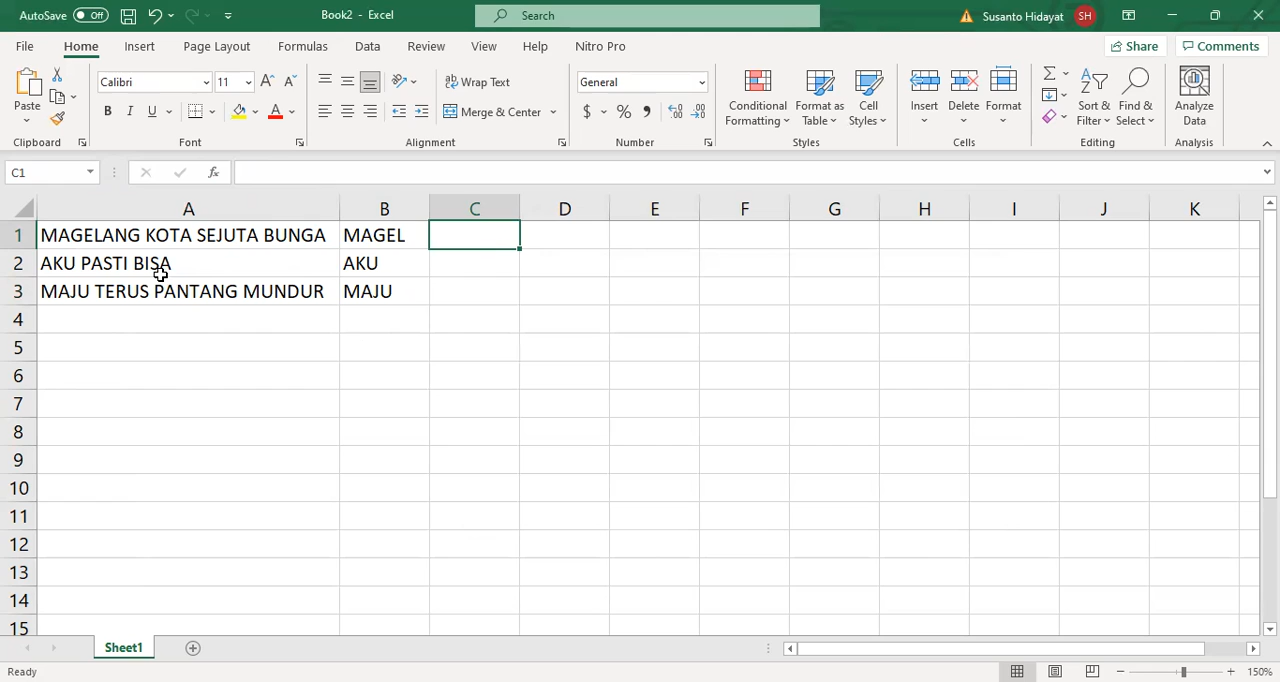 AutoSave Off Book2 - Excel Search Susanto Hidayat SH
File Home Insert Page Layout Formulas Data Review View Help Nitro Pro Share Comments
Calibri 11 A A Wrap Text General Conditional Formatting Format as Table Cell Styles Insert Delete Format Sort & Filter Find & Select Analyze Data
Paste B I U A Merge & Center $ % 9
Clipboard Font Alignment Number Styles Cells Editing Analysis
C1 fx
A B C D E F G H I J K
1 MAGELANG KOTA SEJUTA BUNGA MAGEL
2 AKU PASTI BISA AKU
3 MAJU TERUS PANTANG MUNDUR MAJU
4
5
6
7
8
9
10
11
12
13
14
15
Sheet1
Ready 150%